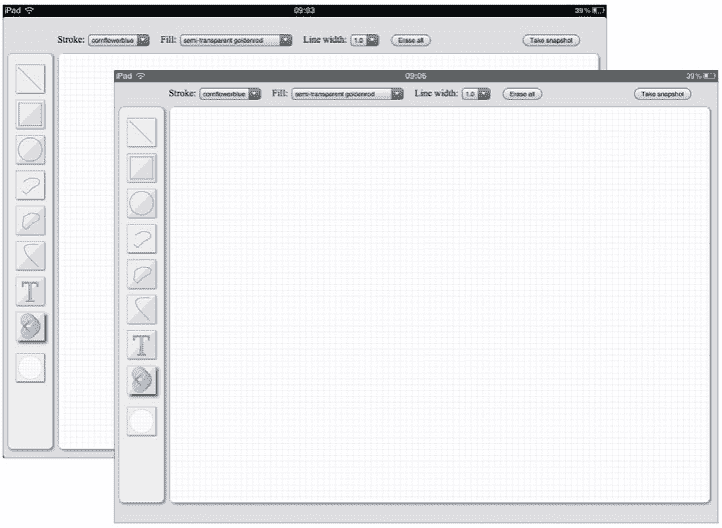 iPad 09:03 39%
Stroke: cornflowerblue Fill: semi-transparent goldenrod Line width: 1.0 Erase all Take snapshot
T
iPad 09:06 39%
Stroke: cornflowerblue Fill: semi-transparent goldenrod Line width: 1.0 Erase all Take snapshot
T